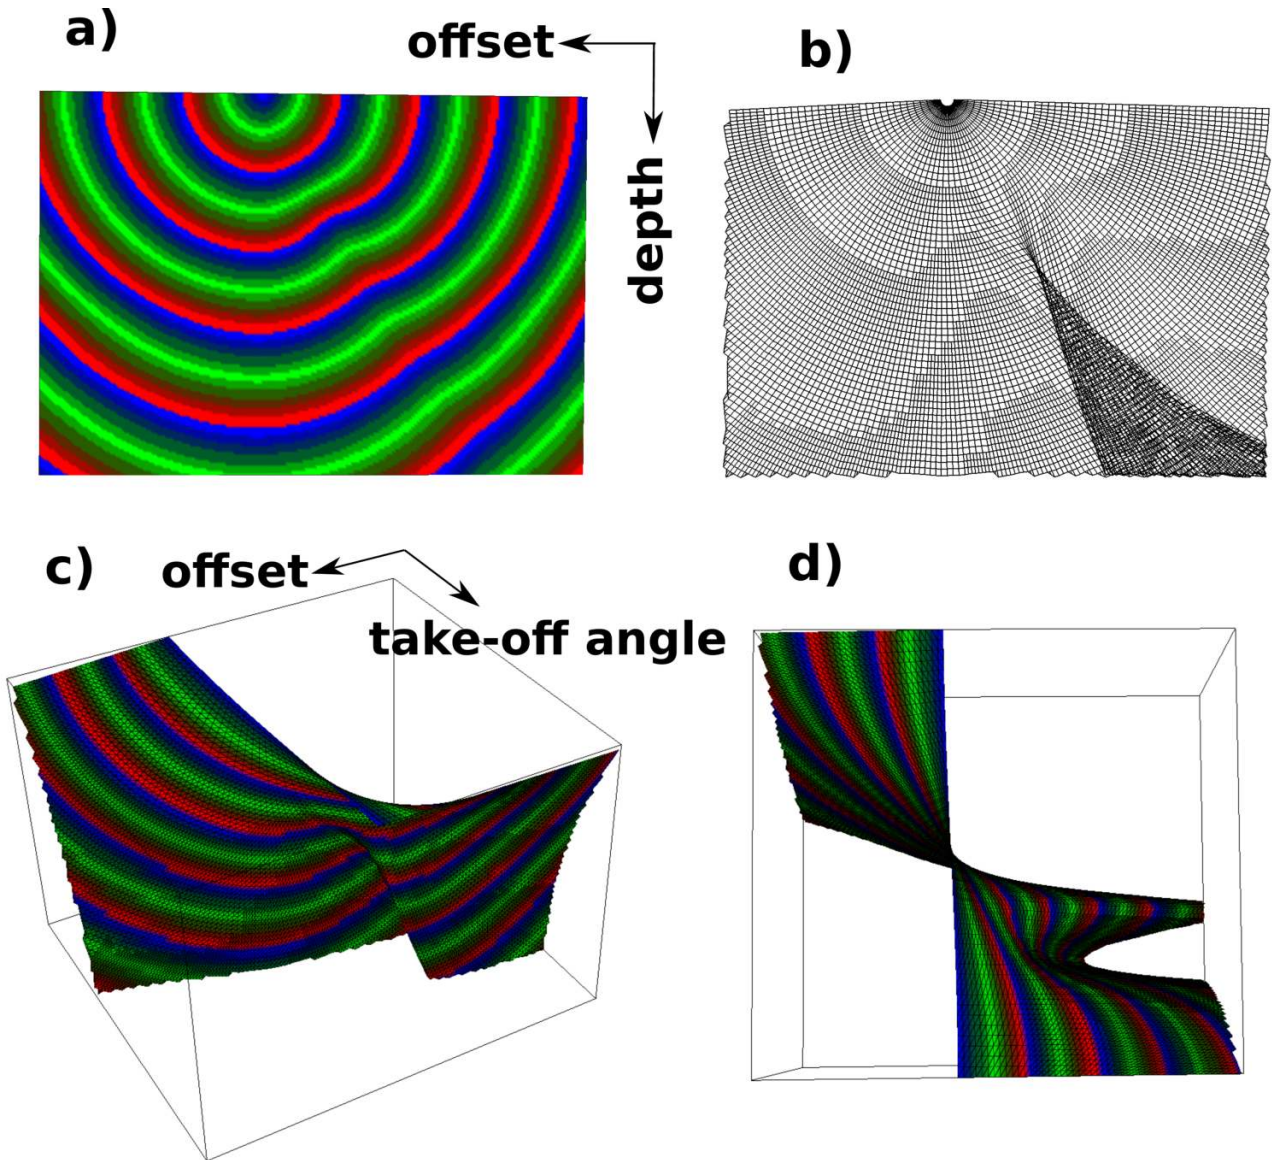 a)
offset
depth
b)
c)
offset
take-off angle
d)